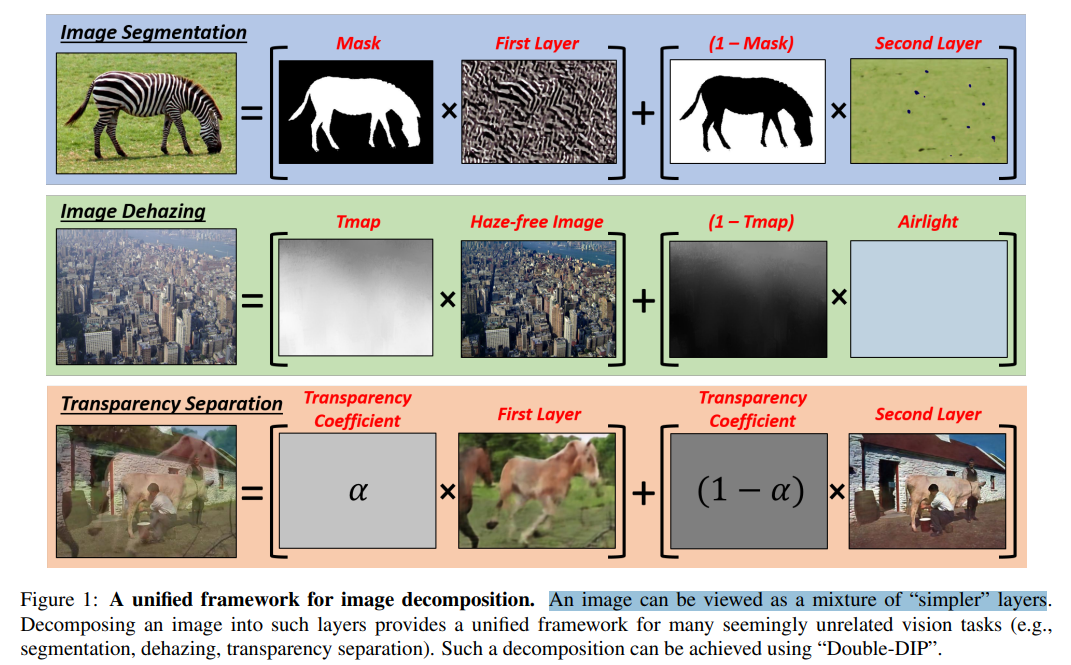 Image Segmentation
Mask
First Layer
(1 – Mask)
Second Layer
= × + ×
Image Dehazing
Tmap
Haze-free Image
(1 – Tmap)
Airlight
= × + ×
Transparency Separation
Transparency
Coefficient
First Layer
Transparency
Coefficient
Second Layer
= α × + (1 − α) ×
Figure 1: A unified framework for image decomposition. An image can be viewed as a mixture of “simpler” layers.
Decomposing an image into such layers provides a unified framework for many seemingly unrelated vision tasks (e.g.,
segmentation, dehazing, transparency separation). Such a decomposition can be achieved using “Double-DIP”.